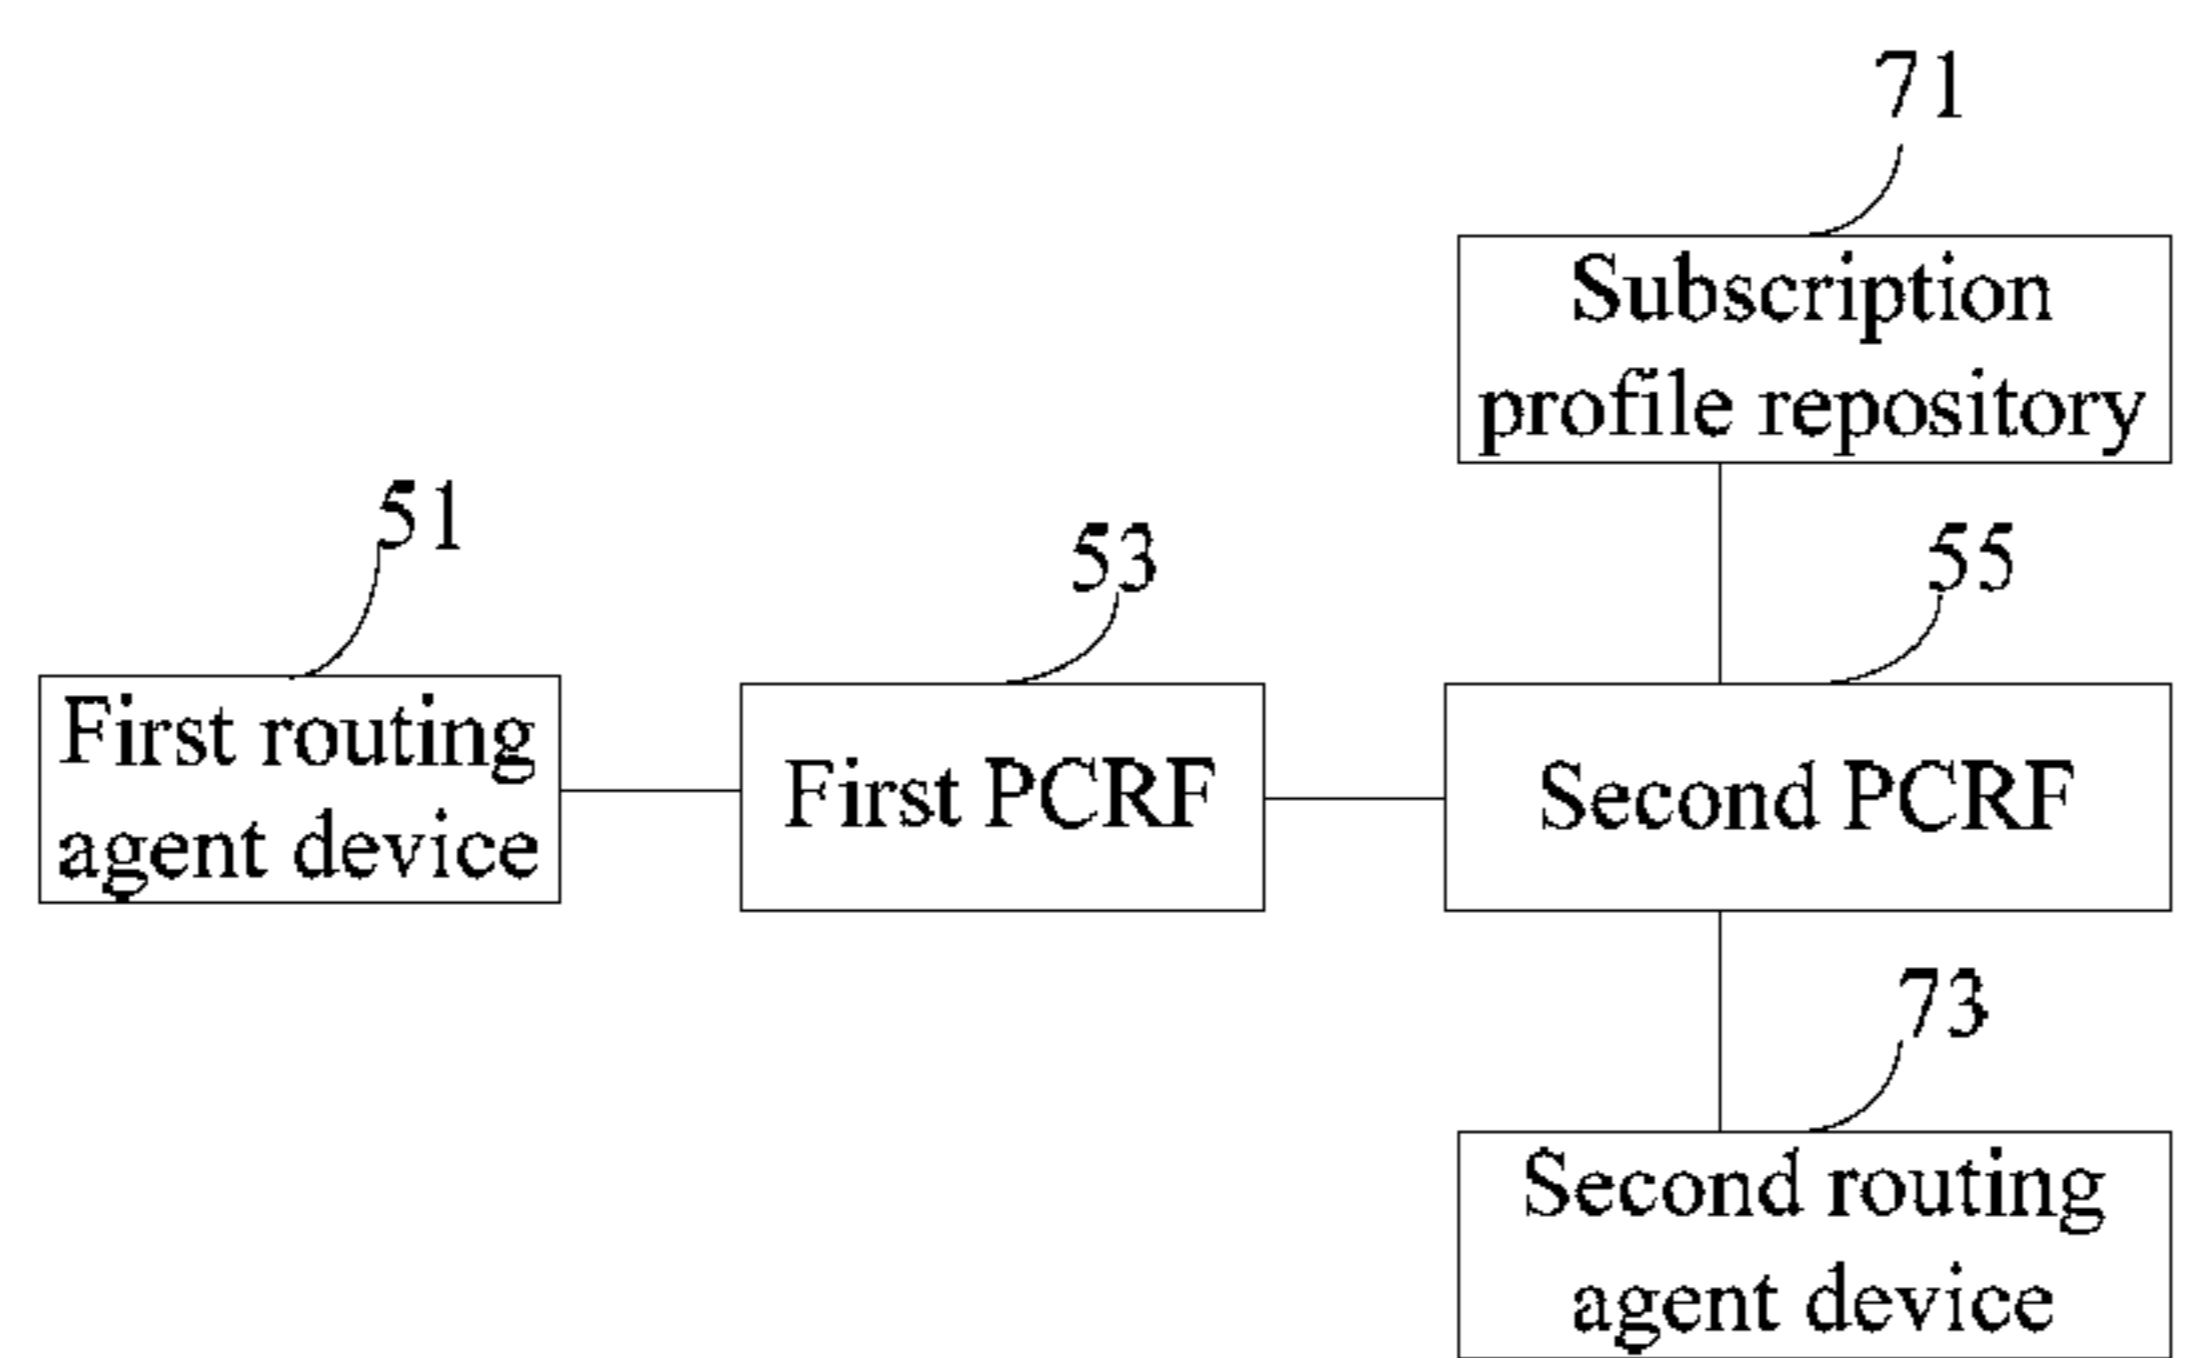 71
Subscription
profile repository
51
53
55
First routing
agent device
First PCRF
Second PCRF
73
Second routing
agent device